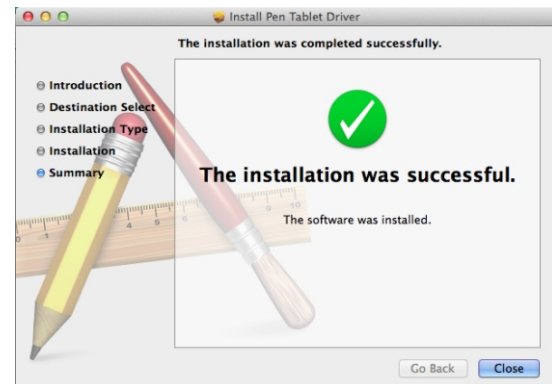 Install Pen Tablet Driver
The installation was completed successfully.
Introduction
Destination Select
Installation Type
Installation
Summary
The installation was successful.
The software was installed.
Go Back
Close